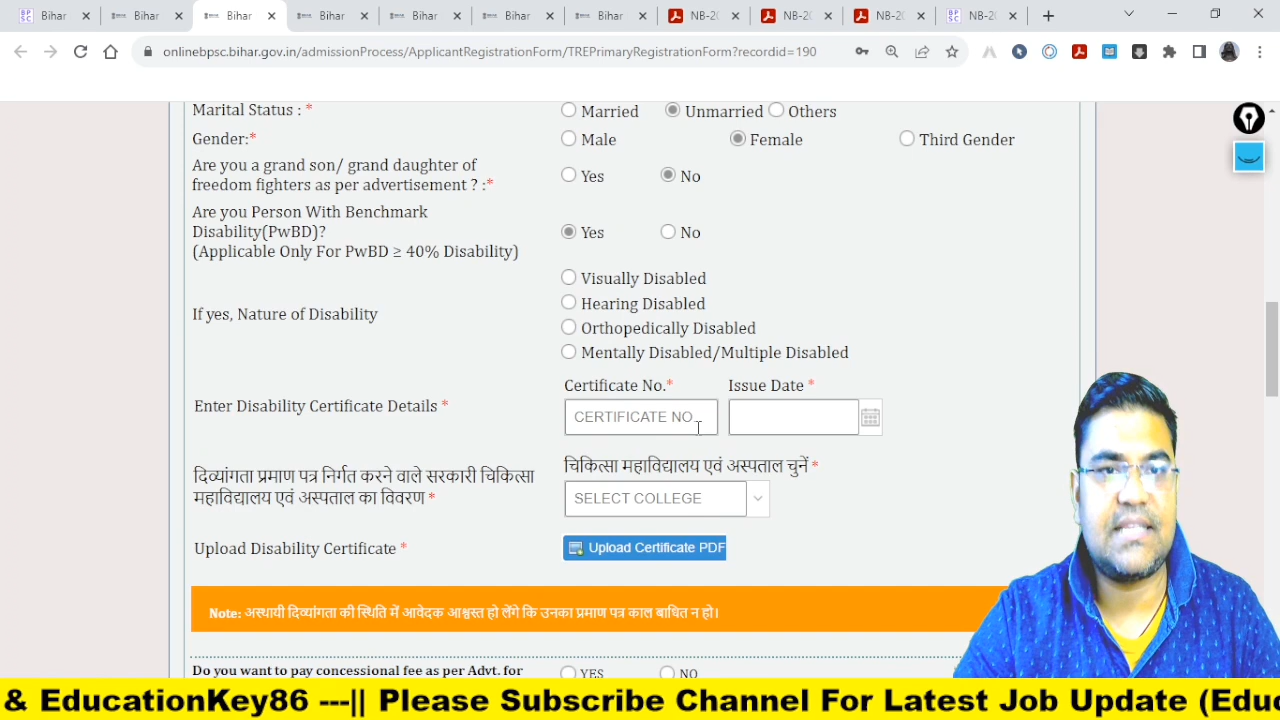 Bihar
Bihar
Bihar
Bihar
Bihar
Bihar
Bihar
NB-20
NB-20
NB-20
NB-20
onlinebpsc.bihar.gov.in/admissionProcess/ApplicantRegistrationForm/TREPrimaryRegistrationForm?recordid=190
Marital Status : * Married Unmarried Others
Gender:* Male Female Third Gender
Are you a grand son/ grand daughter of
freedom fighters as per advertisement ? :* Yes No
Are you Person With Benchmark
Disability(PwBD)? Yes No
(Applicable Only For PwBD ≥ 40% Disability)
Visually Disabled
Hearing Disabled
If yes, Nature of Disability
Orthopedically Disabled
Mentally Disabled/Multiple Disabled
Certificate No.* Issue Date *
Enter Disability Certificate Details * CERTIFICATE NO
चिकित्सा महाविद्यालय एवं अस्पताल चुनें *
दिव्यांगता प्रमाण पत्र निर्गत करने वाले सरकारी चिकित्सा
महाविद्यालय एवं अस्पताल का विवरण * SELECT COLLEGE
Upload Disability Certificate * Upload Certificate PDF
Note: अस्थायी दिव्यांगता की स्थिति में आवेदक आश्वस्त हो लेंगे कि उनका प्रमाण पत्र काल बाधित न हो।
Do you want to pay concessional fee as per Advt. for YES NO
& EducationKey86 ---|| Please Subscribe Channel For Latest Job Update (Educ